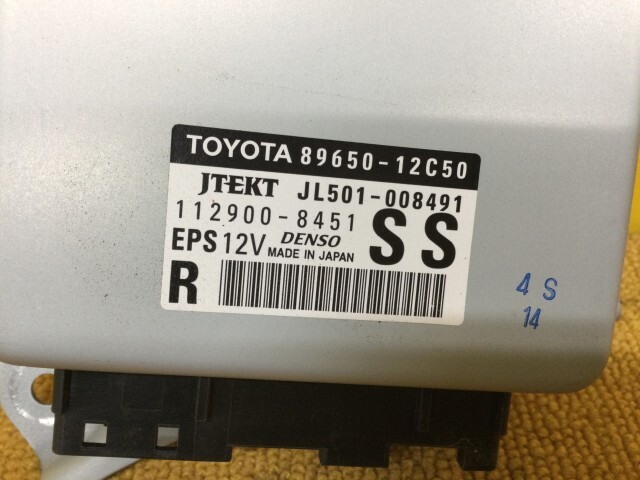 TOYOTA 89650-12C50
JTEKT JL501-008491
112900-8451
EPS 12V DENSO SS
MADE IN JAPAN
R
4 S
14